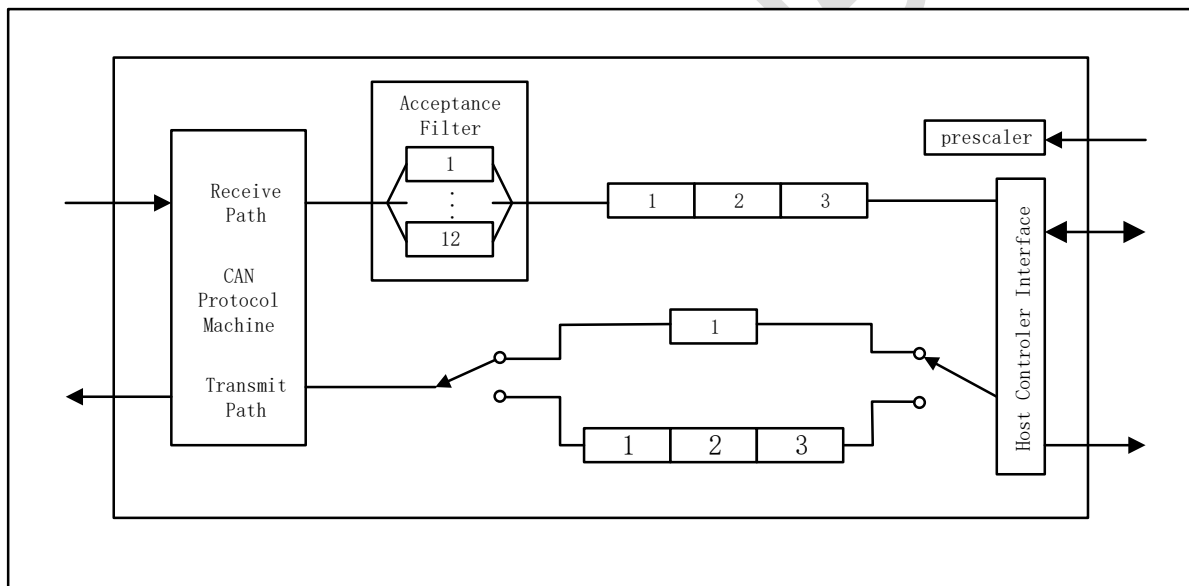 Acceptance
Filter
1
⋮
12
prescaler
Receive
Path
CAN
Protocol
Machine
Transmit
Path
1 2 3
1
1 2 3
Host Controler Interface